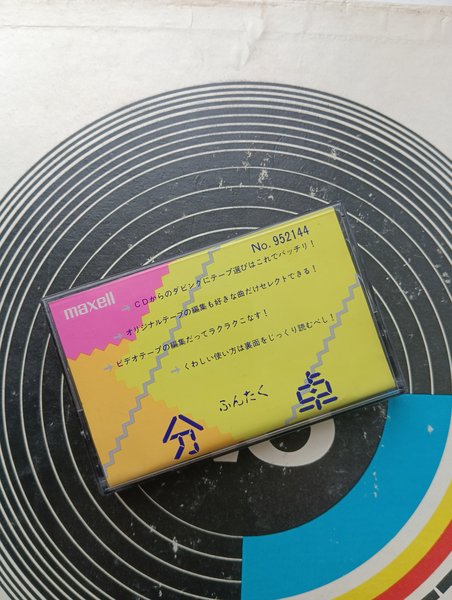 No. 952144
maxell
→ CDからのダビングにテープ選びはこれでバッチリ!
→ オリジナルテープの編集も好きな曲だけセレクトできる!
→ ビデオテープの編集だってラクラクこなす!
→ くわしい使い方は裏面をじっくり読むべし!
ふんたく
分卓